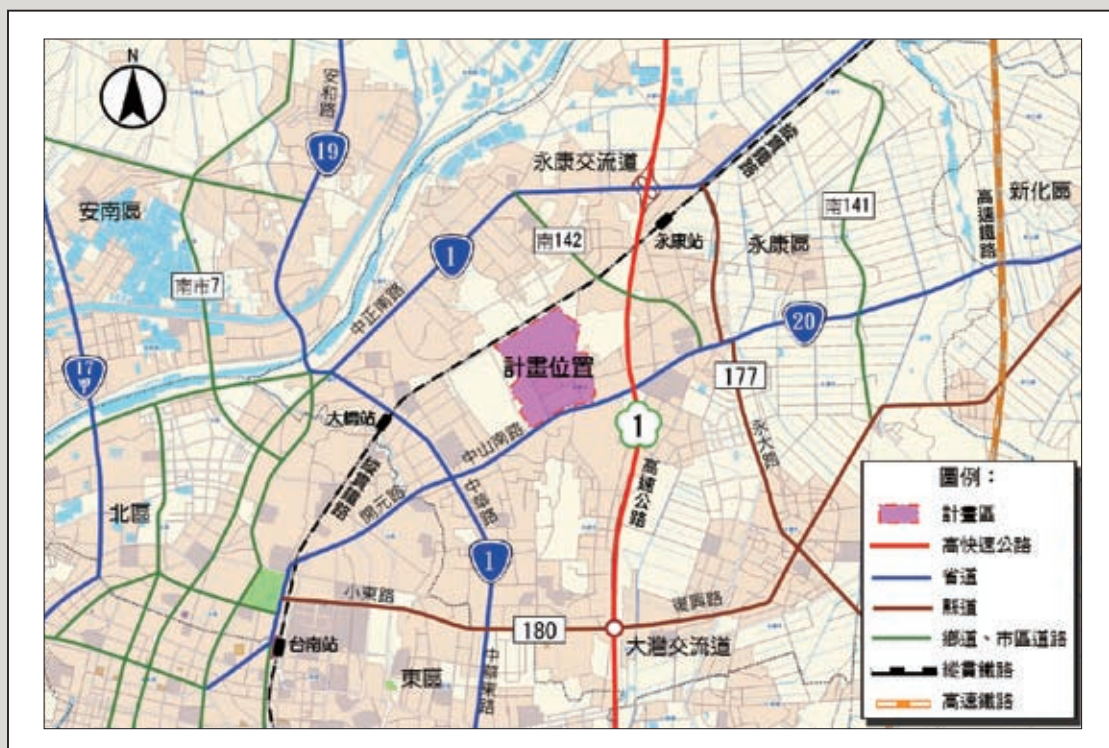 N
安和路
19
縱貫鐵路
永康交流道
新化區
安南區
南141
高速鐵路
南142
永康站
永康區
1
南市7
中正南路
20
計畫位置
17
甲
177
大橋站
中山南路
1
永大路
開元路
中華路
高速公路
縱貫鐵路
北區
1
小東路
復興路
180
台南站
大灣交流道
東區
中華東路
圖例：
計畫區
高快速公路
省道
縣道
鄉道、市區道路
縱貫鐵路
高速鐵路